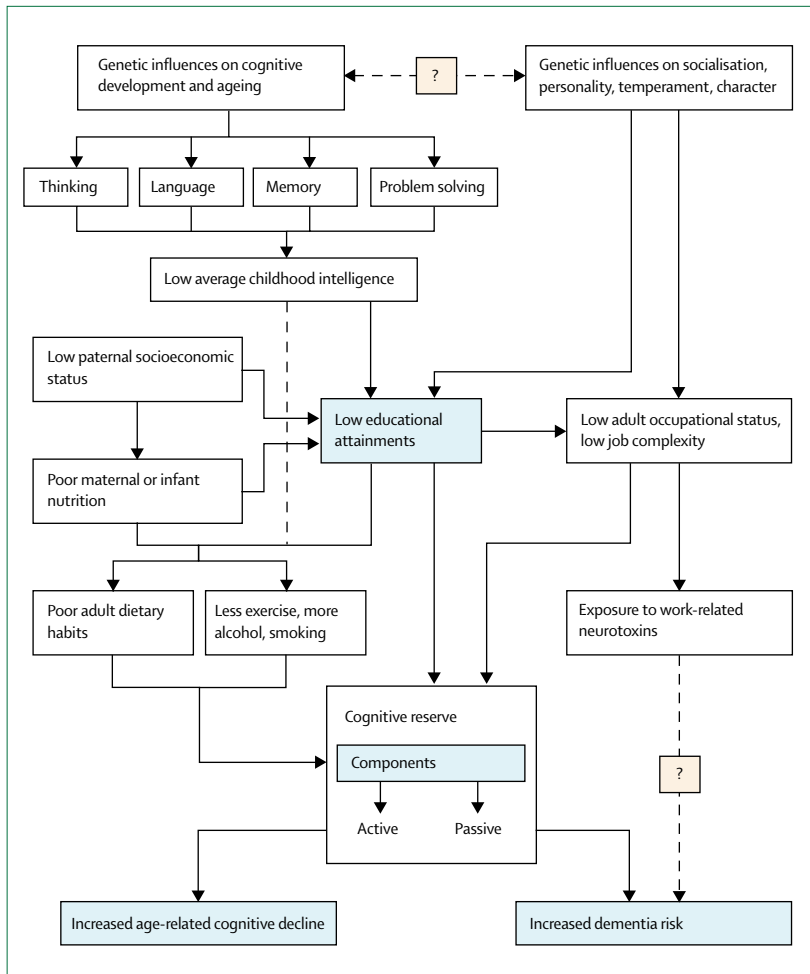 Genetic influences on cognitive
development and ageing
?
Genetic influences on socialisation,
personality, temperament, character
Thinking
Language
Memory
Problem solving
Low average childhood intelligence
Low paternal socioeconomic
status
Low educational
attainments
Low adult occupational status,
low job complexity
Poor maternal or infant
nutrition
Poor adult dietary
habits
Less exercise, more
alcohol, smoking
Exposure to work-related
neurotoxins
Cognitive reserve
Components
?
Active
Passive
Increased age-related cognitive decline
Increased dementia risk